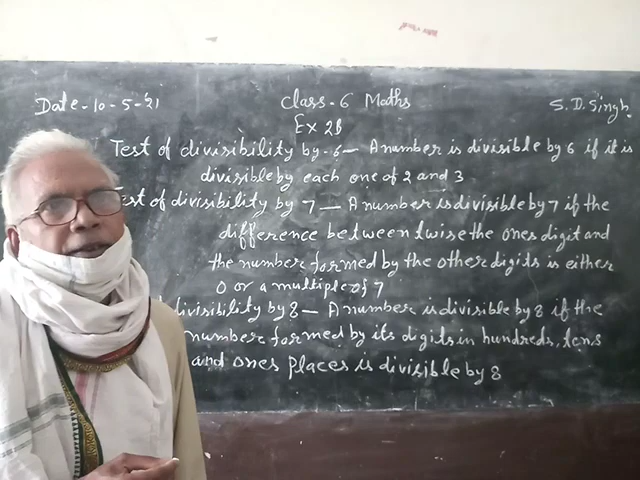 Date-10-5-'21 Class-6 Maths S.D.Singh.
Ex 2B
Test of divisibility by-6— A number is divisible by 6 if it is
divisible by each one of 2 and 3
est of divisibility by 7 — A number is divisible by 7 if the
difference between twise the ones digit and
the number formed by the other digits is either
0 or a multiple of 7
divisibility by 8— A number is divisible by 8 if the
number formed by its digits in hundreds, tens
and ones places is divisible by 8